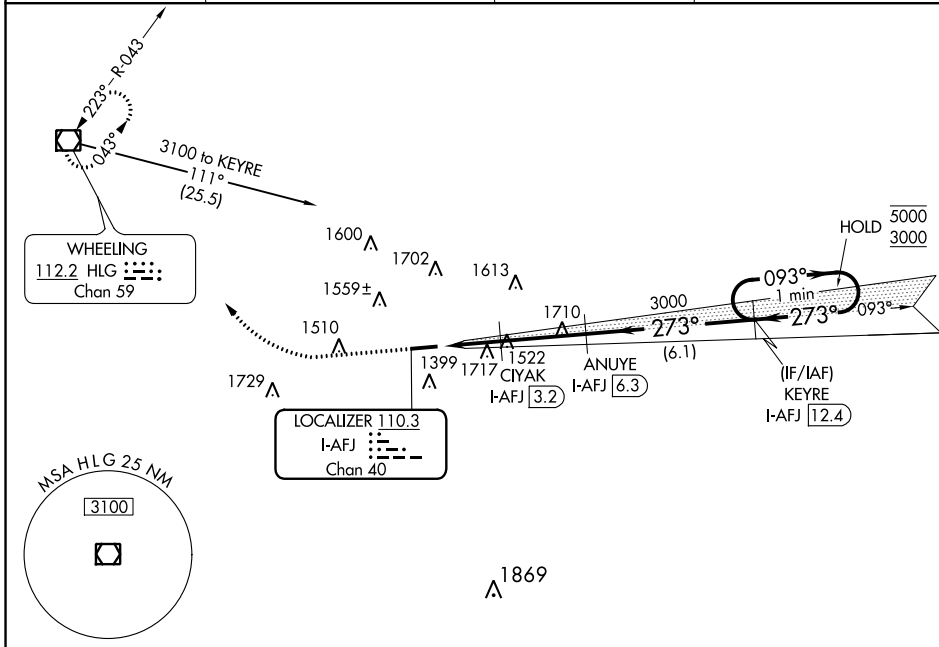 223°–R-043
043°
3100 to KEYRE
111°
(25.5)
WHEELING
112.2 HLG
Chan 59
1600
1702
1613
1559±
1510
1710
1729
1399
1717
1522
HOLD
5000
3000
093°
1 min
3000
273°
273°
093°
(6.1)
CIYAK
I-AFJ 3.2
ANUYE
I-AFJ 6.3
(IF/IAF)
KEYRE
I-AFJ 12.4
LOCALIZER 110.3
I-AFJ
Chan 40
MSA HLG 25 NM
3100
1869